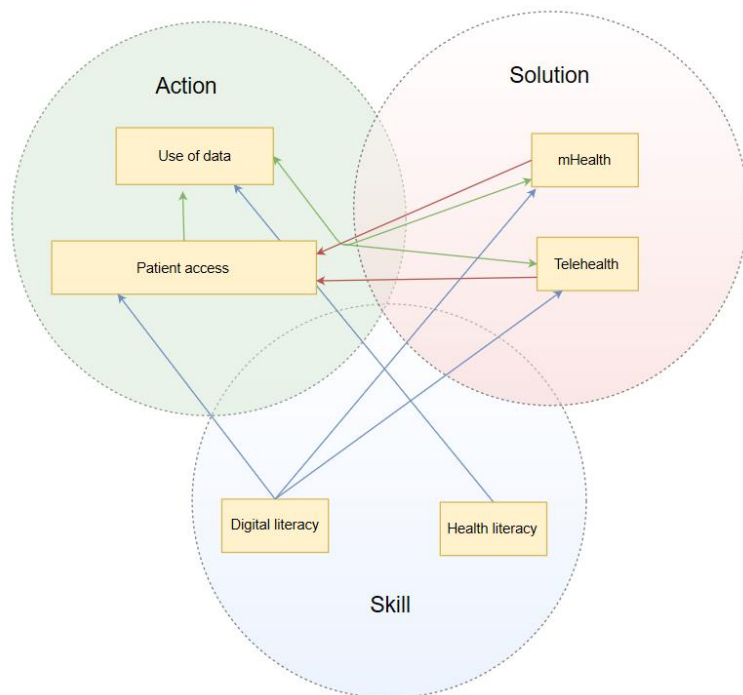 Action
Solution
Use of data
mHealth
Patient access
Telehealth
Digital literacy
Health literacy
Skill